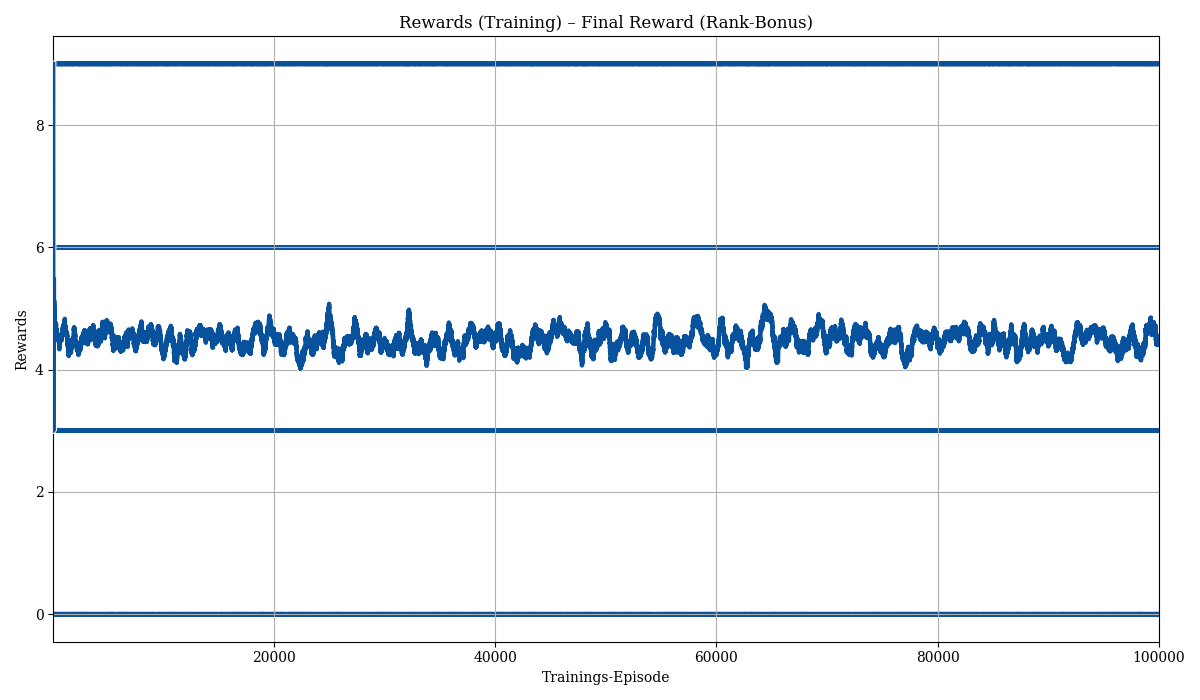 Rewards (Training) – Final Reward (Rank-Bonus)
Rewards
8
6
4
2
0
20000 40000 60000 80000 100000
Trainings-Episode